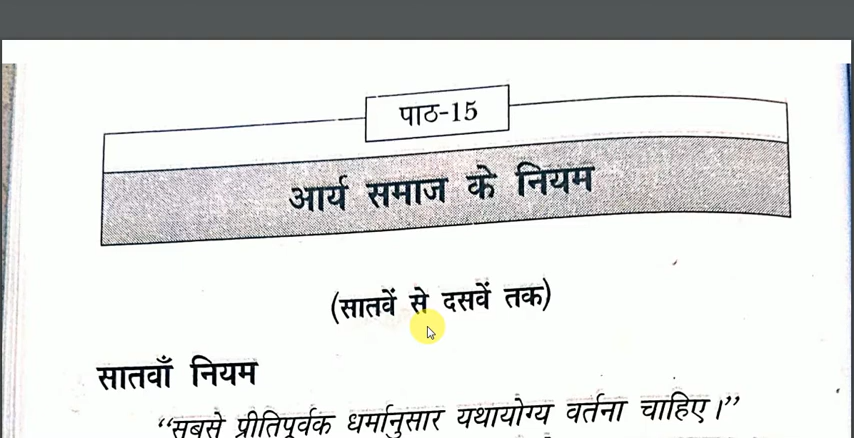 पाठ-15
आर्य समाज के नियम
(सातवें से दसवें तक)
सातवाँ नियम
“सबसे प्रीतिपूर्वक धर्मानुसार यथायोग्य वर्तना चाहिए।”